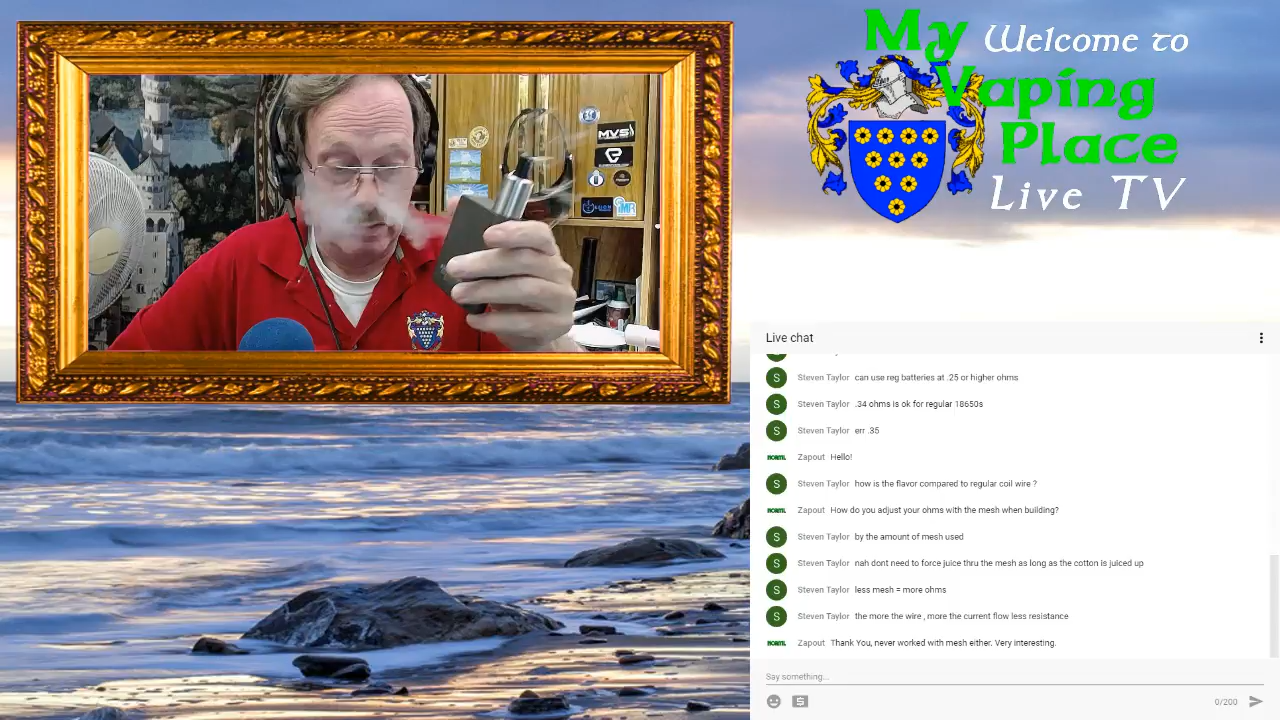 My
Welcome to
Vaping
Place
Live TV
MVS
iMR
Live chat
Steven Taylor can use reg batteries at .25 or higher ohms
Steven Taylor .34 ohms is ok for regular 18650s
Steven Taylor err .35
Zapout Hello!
Steven Taylor how is the flavor compared to regular coil wire ?
Zapout How do you adjust your ohms with the mesh when building?
Steven Taylor by the amount of mesh used
Steven Taylor nah dont need to force juice thru the mesh as long as the cotton is juiced up
Steven Taylor less mesh = more ohms
Steven Taylor the more the wire , more the current flow less resistance
Zapout Thank You, never worked with mesh either. Very interesting.
Say something...
0/200